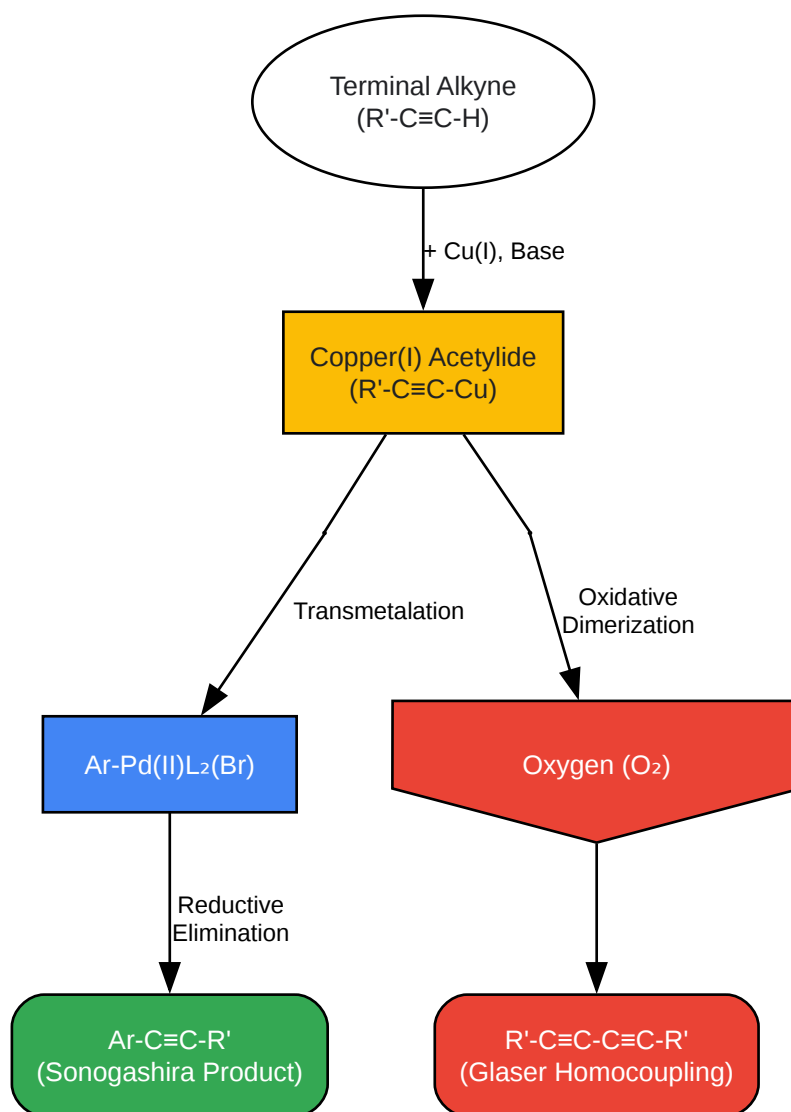 Terminal Alkyne
(R'-C≡C-H)
+ Cu(I), Base
Copper(I) Acetylide
(R'-C≡C-Cu)
Transmetalation
Oxidative
Dimerization
Ar-Pd(II)L₂(Br)
Oxygen (O₂)
Reductive
Elimination
Ar-C≡C-R'
(Sonogashira Product)
R'-C≡C-C≡C-R'
(Glaser Homocoupling)